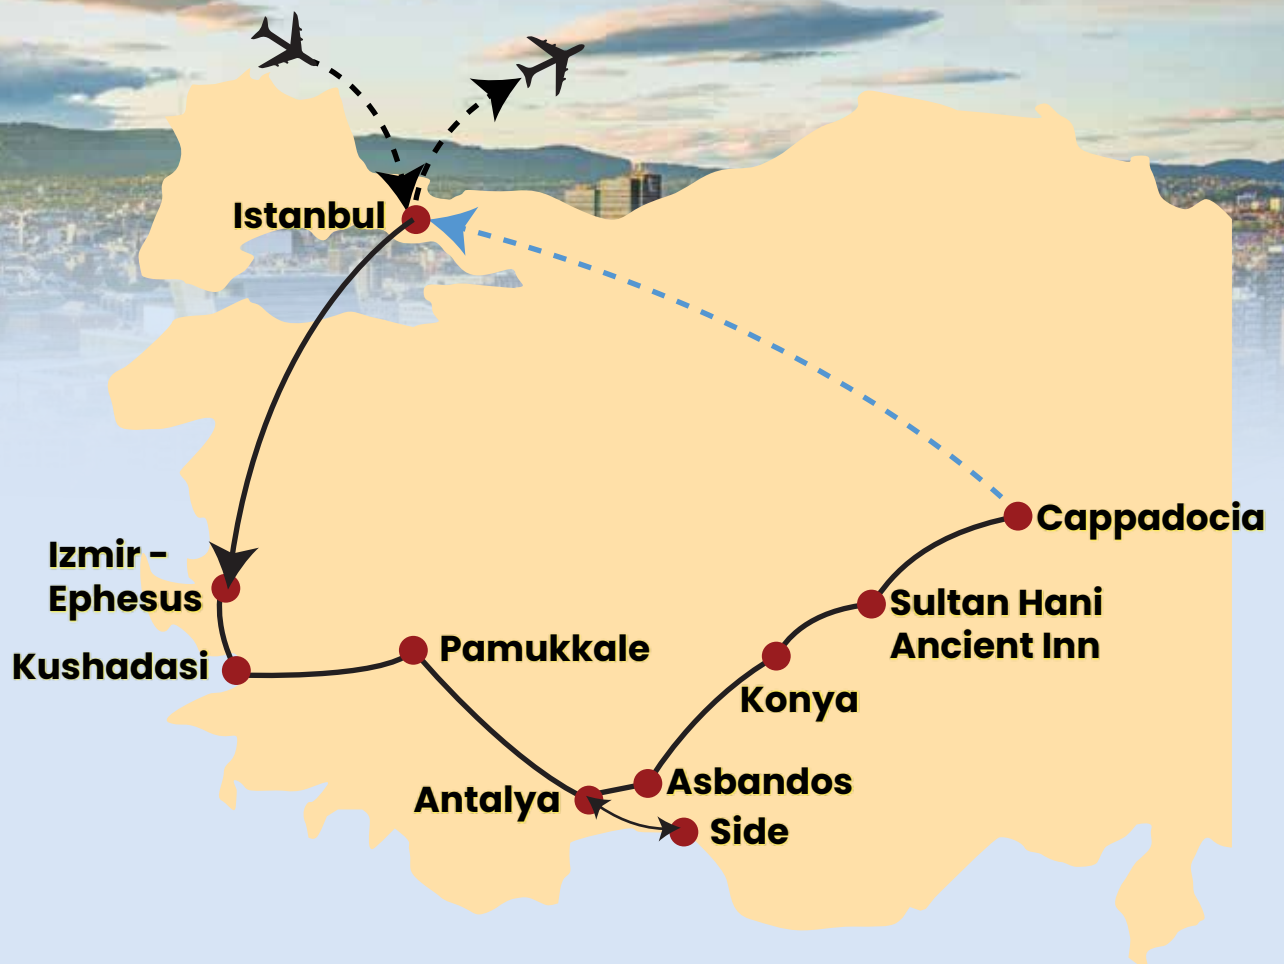 Istanbul
Cappadocia
Izmir -
Ephesus
Sultan Hani
Ancient Inn
Pamukkale
Kushadasi
Konya
Asbandos
Antalya
Side